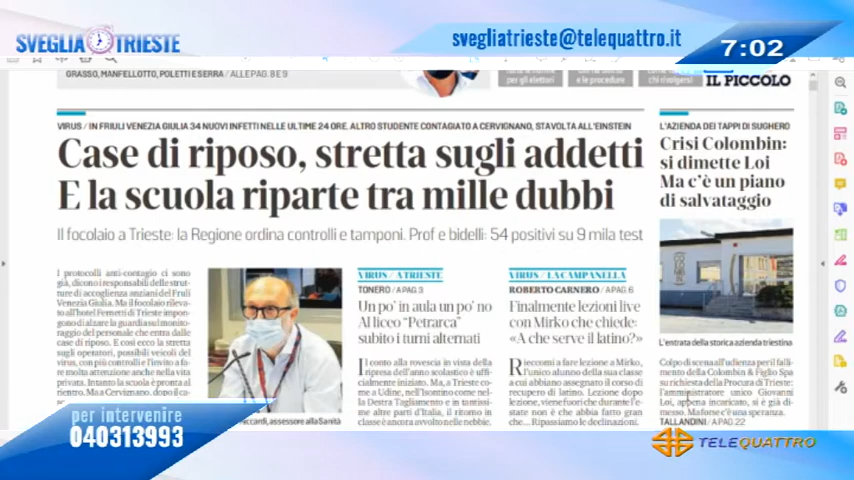 SVEGLIA TRIESTE
svegliatrieste@telequattro.it
7:02
GRASSO, MANFELLOTTO, POLETTI E SERRA / ALLE PAG. 8 E 9
per gli elettori
e le procedure
chi rivolgersi
IL PICCOLO
VIRUS / IN FRIULI VENEZIA GIULIA 34 NUOVI INFETTI NELLE ULTIME 24 ORE. ALTRO STUDENTE CONTAGIATO A CERVIGNANO, STAVOLTA ALL'EINSTEIN
Case di riposo, stretta sugli addetti
E la scuola riparte tra mille dubbi
Il focolaio a Trieste: la Regione ordina controlli e tamponi. Prof e bidelli: 54 positivi su 9 mila test
I protocolli anti-contagio ci sono
già, dicono i responsabili delle strut-
ture di accoglienza anziani del Friuli
Venezia Giulia. Ma il focolaio rileva-
to all'hotel Fernetti di Trieste impon-
gono di alzare la guardia sul monito-
raggio del personale che entra dalle
case di riposo. E così ecco la stretta
sugli operatori, possibili veicoli del
virus, con più controlli e l'invito a fa-
re molta attenzione anche nella vita
privata. Intanto la scuola è pronta al
rientro. Ma a Cervignano, dopo il ca-
iccardi, assessore alla Sanità
VIRUS / A TRIESTE
TONERO / A PAG. 3
Un po' in aula un po' no
Al liceo "Petrarca"
subito i turni alternati
Il conto alla rovescia in vista della
ripresa dell'anno scolastico è uffi-
cialmente iniziato. Ma, a Trieste co-
me a Udine, nell'Isontino come nel-
la Destra Tagliamento e in tantissi-
me altre parti d'Italia, il ritorno in
classe è ancora avvolto nelle nebbie,
VIRUS / LA CAMPANELLA
ROBERTO CARNERO / A PAG. 6
Finalmente lezioni live
con Mirko che chiede:
«A che serve il latino?»
Rieccomi a fare lezione a Mirko,
l'unico alunno della sua classe
a cui abbiano assegnato il corso di
recupero di latino. Lezione dopo
lezione, viene fuori che durante l'e-
state non è che abbia fatto gran
che... Ripassiamo le declinazioni.
L'AZIENDA DEI TAPPI DI SUGHERO
Crisi Colombin:
si dimette Loi
Ma c'è un piano
di salvataggio
L'entrata della storica azienda triestina
Colpo di scena all'udienza per il falli-
mento della Colombin & Figlio Spa
su richiesta della Procura di Trieste:
l'amministratore unico Giovanni
Loi, appena incaricato, si è già di-
messo. Ma forse c'è una speranza.
TALLANDINI / A PAG. 22
per intervenire
040313993
TELEQUATTRO